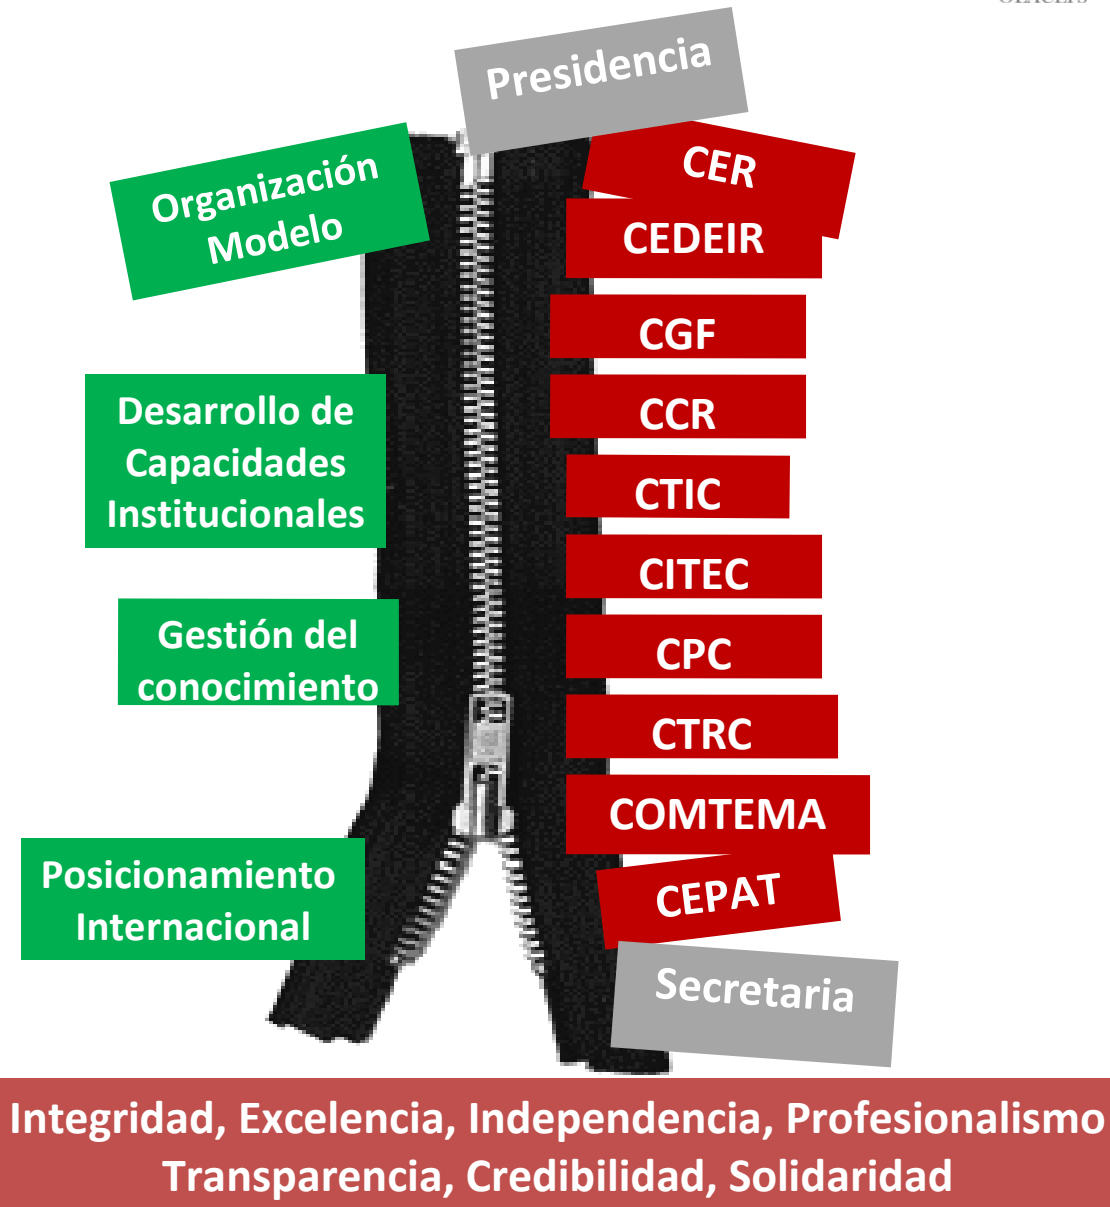 Presidencia
Organización
Modelo
Desarrollo de
Capacidades
Institucionales
Gestión del
conocimiento
Posicionamiento
Internacional
CER
CEDEIR
CGF
CCR
CTIC
CITEC
CPC
CTRC
COMTEMA
CEPAT
Secretaria
Integridad, Excelencia, Independencia, Profesionalismo
Transparencia, Credibilidad, Solidaridad